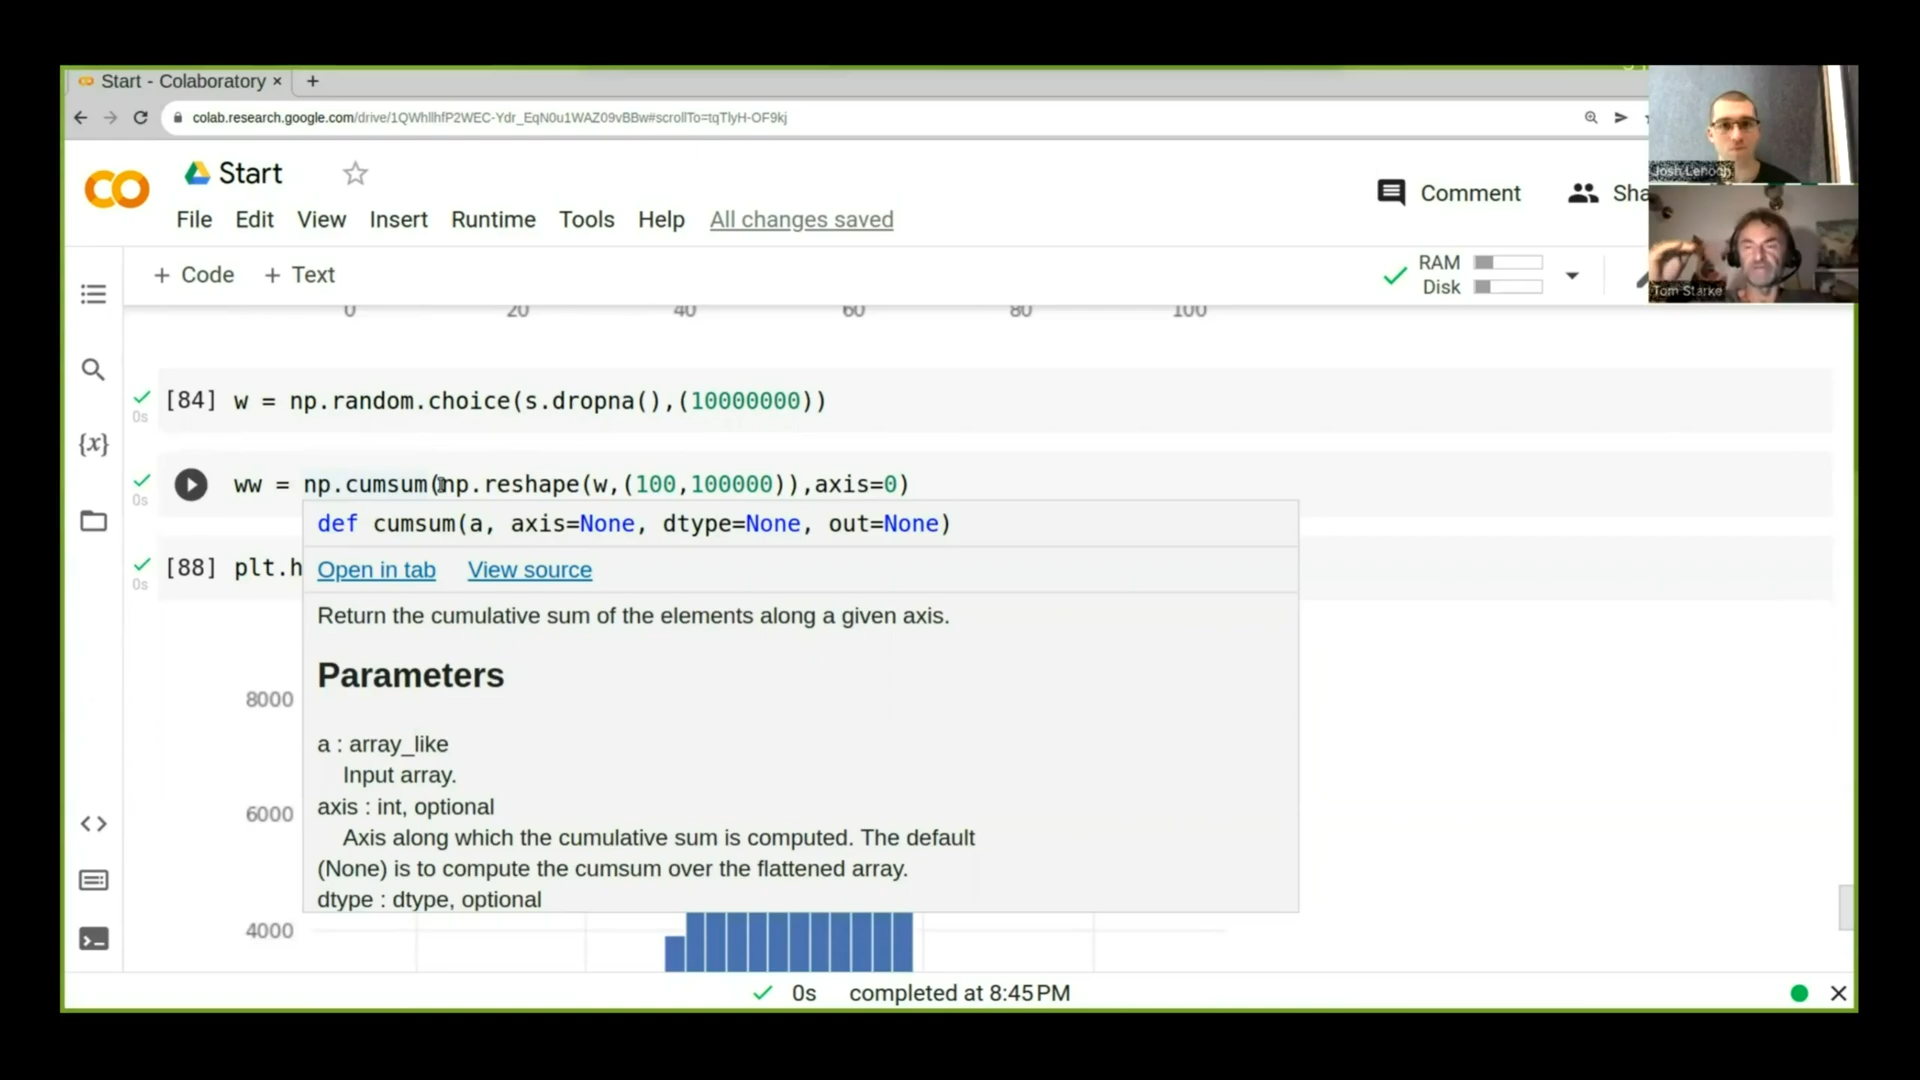 Start - Colaboratory ×
+
colab.research.google.com/drive/1QWhllhfP2WEC-Ydr_EqN0u1WAZ09vBBw#scrollTo=tqTlyH-OF9kj
Josh Lenoch
CO
Start
Comment
Sha
File Edit View Insert Runtime Tools Help All changes saved
Tom Starke
+ Code + Text
RAM
Disk
0 20 40 60 80 100
[84] w = np.random.choice(s.dropna(),(10000000))
0s
{x}
ww = np.cumsum(np.reshape(w,(100,100000)),axis=0)
0s
def cumsum(a, axis=None, dtype=None, out=None)
[88] plt.h
0s
Open in tab View source
Return the cumulative sum of the elements along a given axis.
Parameters
8000
a : array_like
Input array.
axis : int, optional
6000
Axis along which the cumulative sum is computed. The default
(None) is to compute the cumsum over the flattened array.
dtype : dtype, optional
4000
0s completed at 8:45 PM